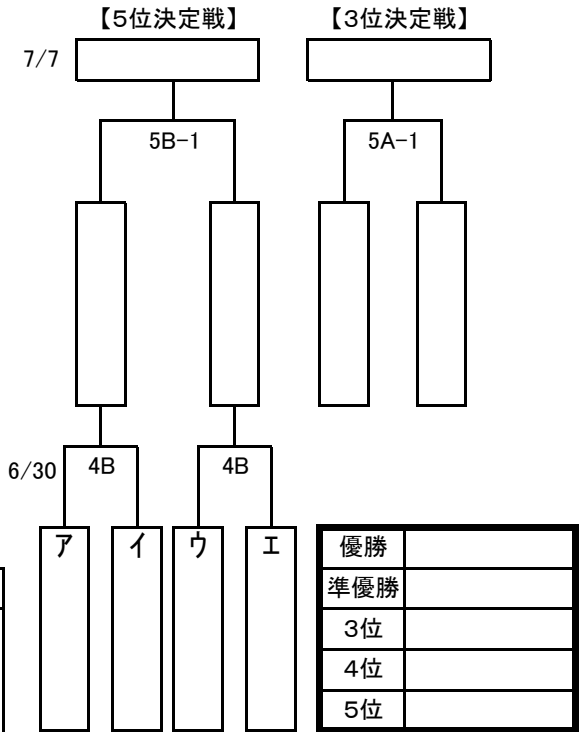 【5位決定戦】 【3位決定戦】
7/7
5B-1 5A-1
6/30 4B 4B
ア イ ウ エ
優勝
準優勝
3位
4位
5位